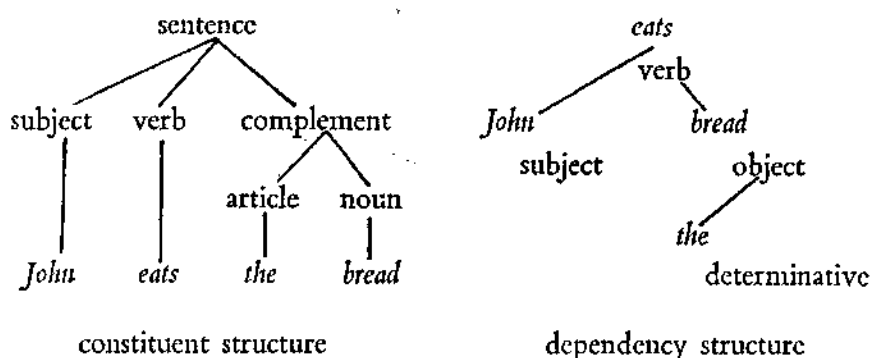 sentence
subject verb complement
article noun
John eats the bread
constituent structure
eats
verb
John bread
subject object
the
determinative
dependency structure